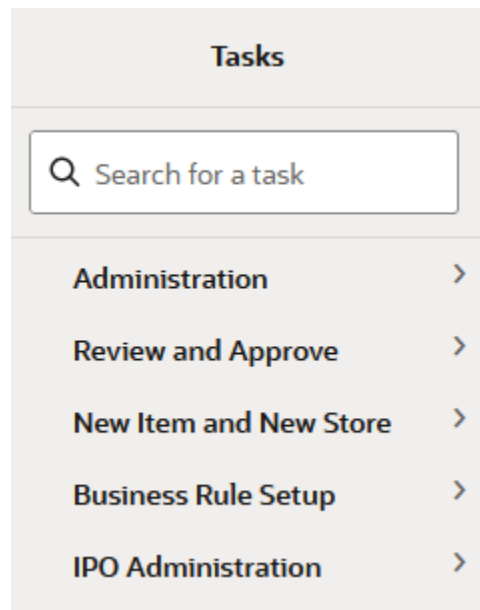 Tasks
Search for a task
Administration
Review and Approve
New Item and New Store
Business Rule Setup
IPO Administration